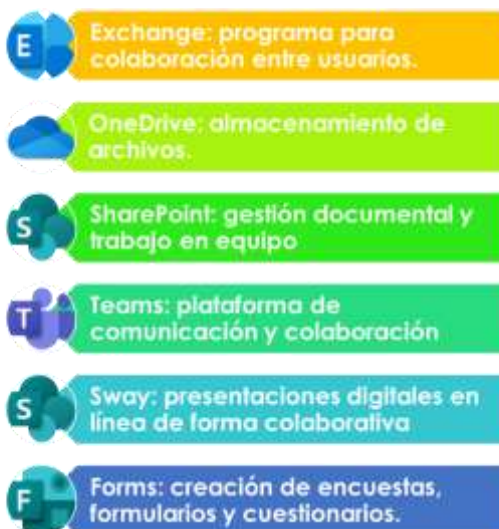 E
Exchange: programa para
colaboración entre usuarios.
OneDrive: almacenamiento de
archivos.
S
SharePoint: gestión documental y
trabajo en equipo
T
Teams: plataforma de
comunicación y colaboración
S
Sway: presentaciones digitales en
línea de forma colaborativa
F
Forms: creación de encuestas,
formularios y cuestionarios.